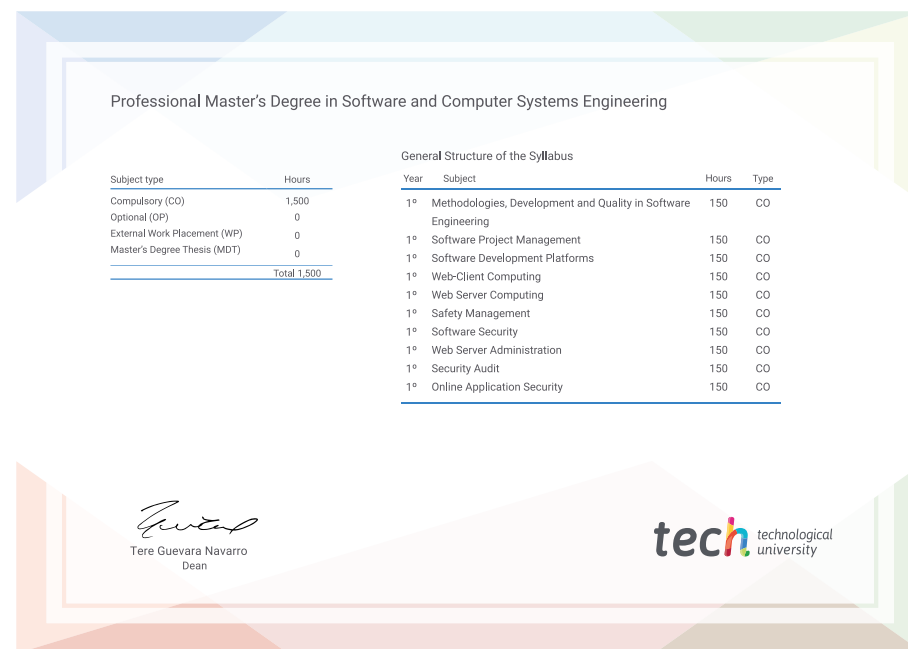 Professional Master's Degree in Software and Computer Systems Engineering
Subject type Hours
Compulsory (CO) 1,500
Optional (OP) 0
External Work Placement (WP) 0
Master's Degree Thesis (MDT) 0
Total 1,500
General Structure of the Syllabus
Year Subject Hours Type
1º Methodologies, Development and Quality in Software 150 CO
Engineering
1º Software Project Management 150 CO
1º Software Development Platforms 150 CO
1º Web-Client Computing 150 CO
1º Web Server Computing 150 CO
1º Safety Management 150 CO
1º Software Security 150 CO
1º Web Server Administration 150 CO
1º Security Audit 150 CO
1º Online Application Security 150 CO
Tere Guevara Navarro
Dean
tech technological
university